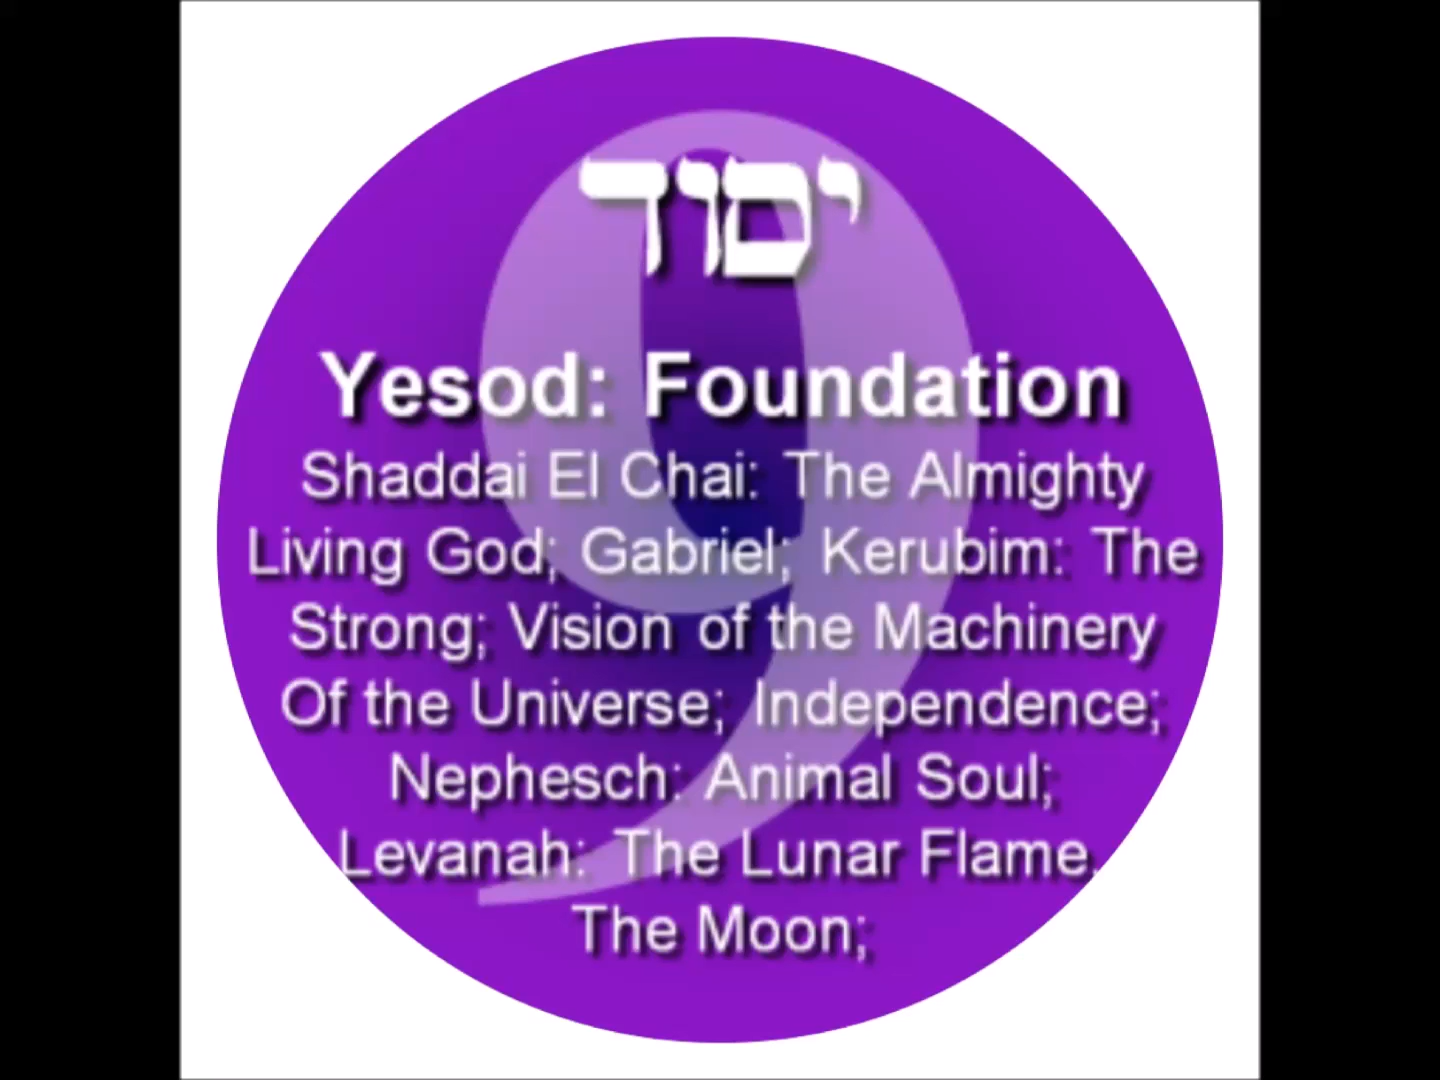 יסוד
9
Yesod: Foundation
Shaddai El Chai: The Almighty
Living God; Gabriel; Kerubim: The
Strong; Vision of the Machinery
Of the Universe; Independence;
Nephesch: Animal Soul;
Levanah: The Lunar Flame.
The Moon;